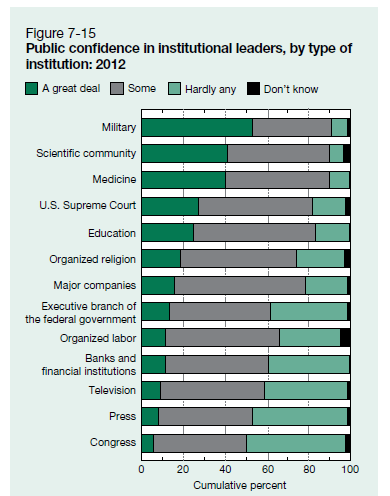 Figure 7-15
Public confidence in institutional leaders, by type of
institution: 2012
A great deal Some Hardly any Don't know
Military
Scientific community
Medicine
U.S. Supreme Court
Education
Organized religion
Major companies
Executive branch of
the federal government
Organized labor
Banks and
financial institutions
Television
Press
Congress
0 20 40 60 80 100
Cumulative percent